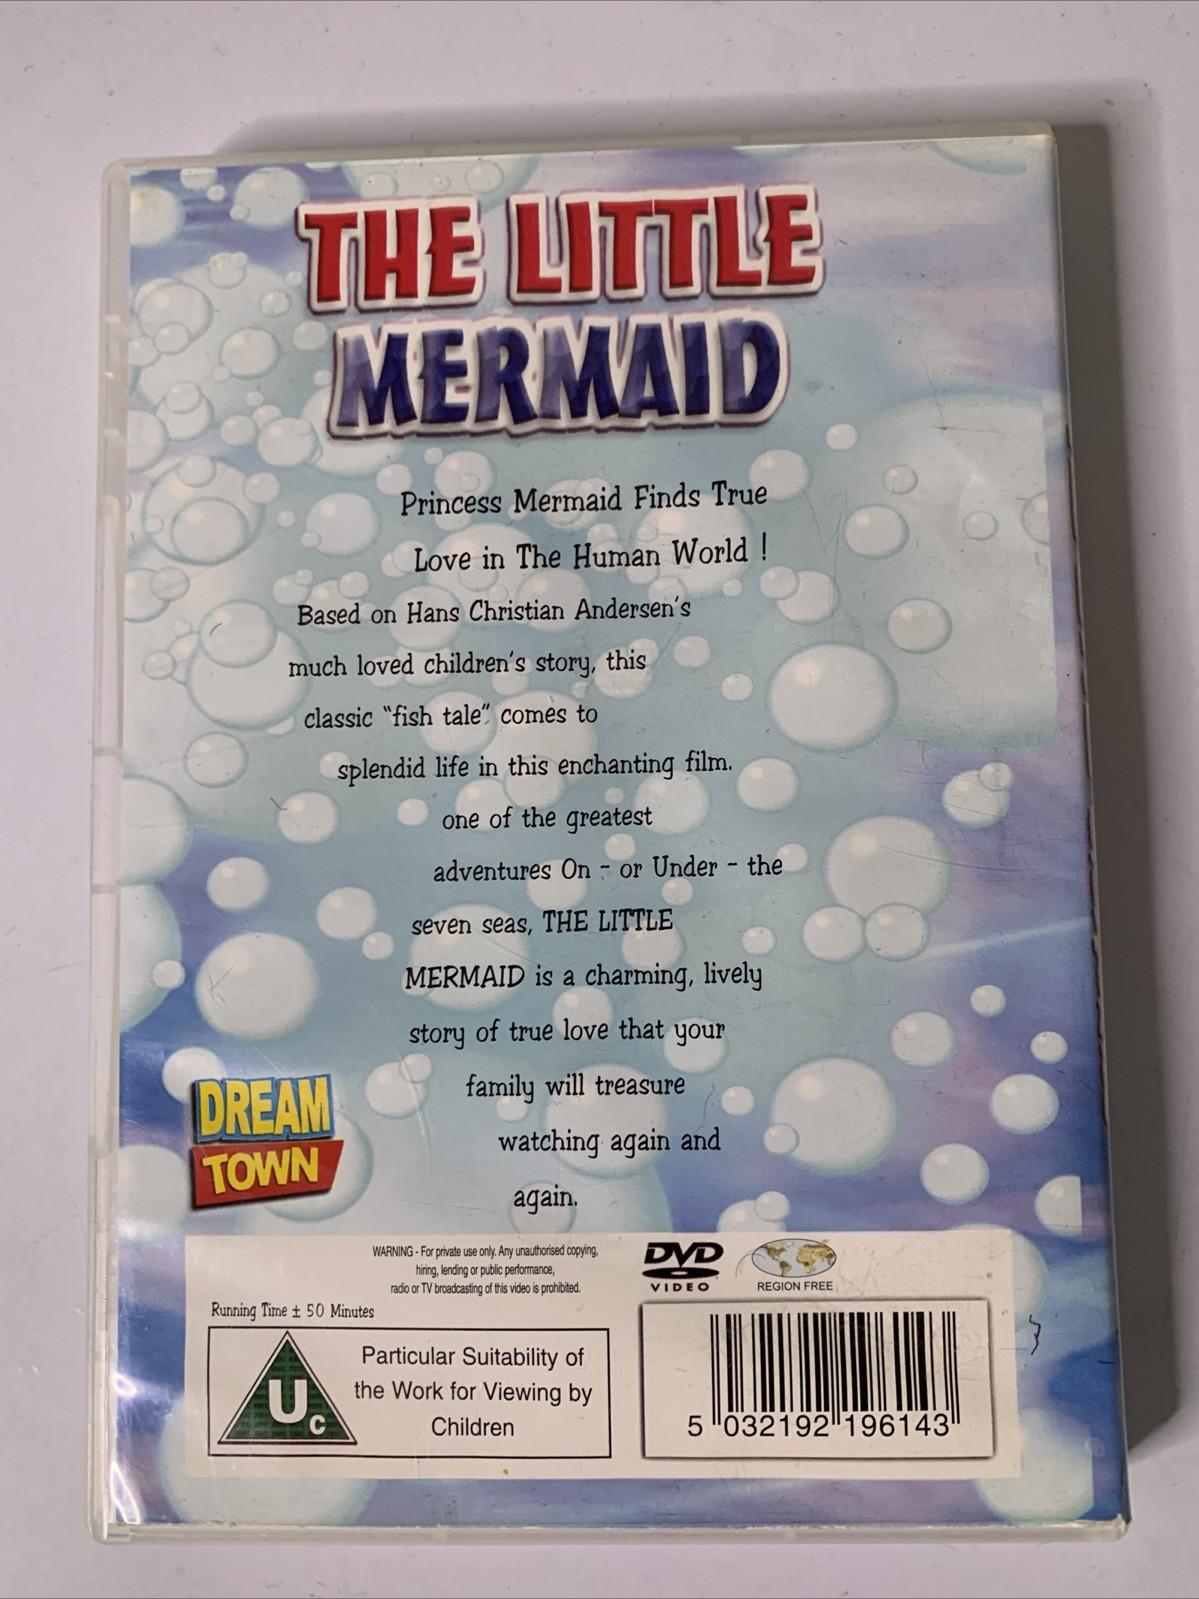 THE LITTLE
MERMAID
Princess Mermaid Finds True
Love in The Human World !
Based on Hans Christian Andersen's
much loved children's story, this
classic "fish tale" comes to
splendid life in this enchanting film.
one of the greatest
adventures On - or Under - the
seven seas, THE LITTLE
MERMAID is a charming, lively
story of true love that your
family will treasure
watching again and
again.
DREAM
TOWN
WARNING - For private use only. Any unauthorised copying,
hiring, lending or public performance,
radio or TV broadcasting of this video is prohibited.
Running Time ± 50 Minutes
Uc
Particular Suitability of
the Work for Viewing by
Children
DVD
VIDEO
REGION FREE
5 032192 196143